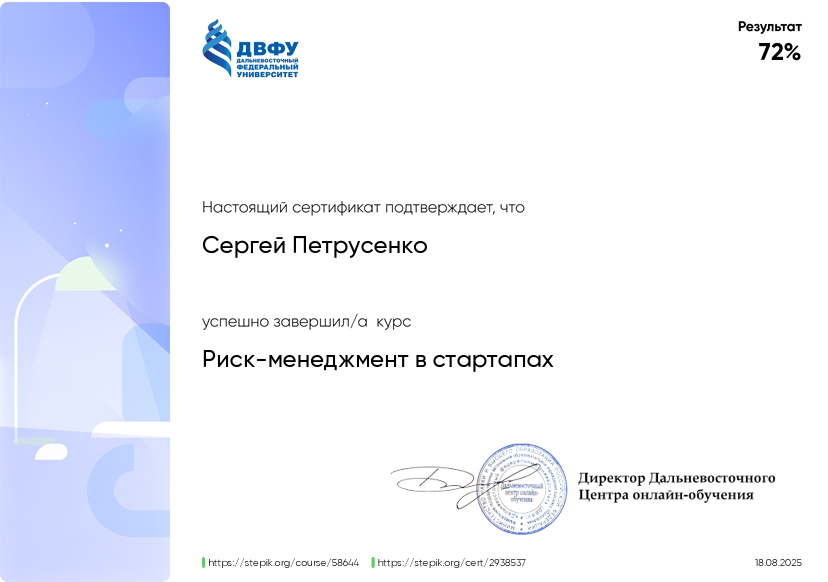 ДВФУ
ДАЛЬНЕВОСТОЧНЫЙ
ФЕДЕРАЛЬНЫЙ
УНИВЕРСИТЕТ
Результат
72%
Настоящий сертификат подтверждает, что
Сергей Петрусенко
успешно завершил/а курс
Риск-менеджмент в стартапах
Директор Дальневосточного
Центра онлайн-обучения
https://stepik.org/course/58644
https://stepik.org/cert/2938537
18.08.2025